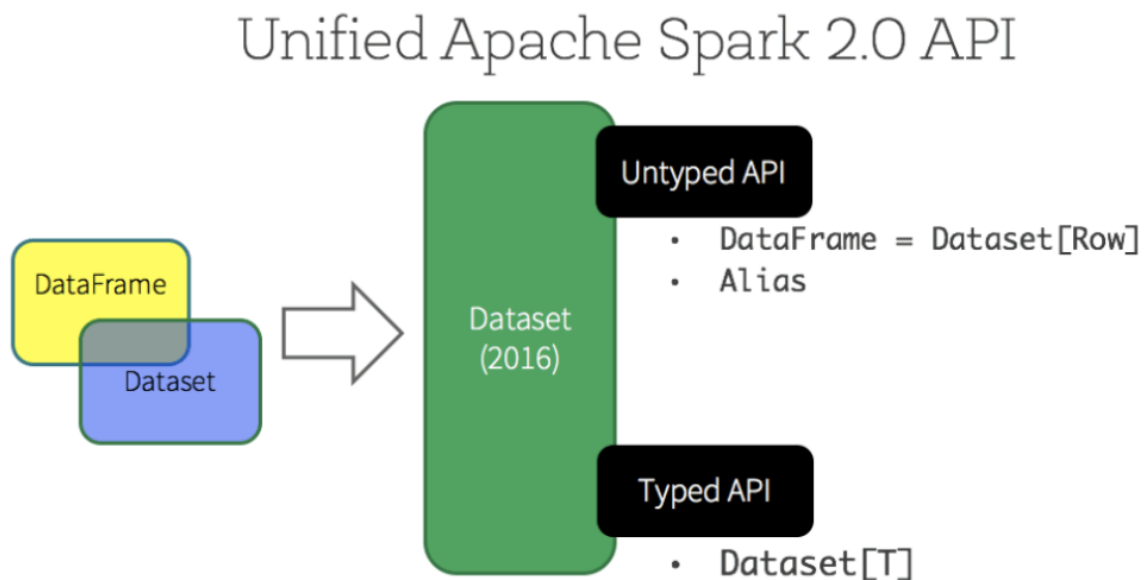 Unified Apache Spark 2.0 API
DataFrame
Dataset
Dataset
(2016)
Untyped API
• DataFrame = Dataset[Row]
• Alias
Typed API
• Dataset[T]